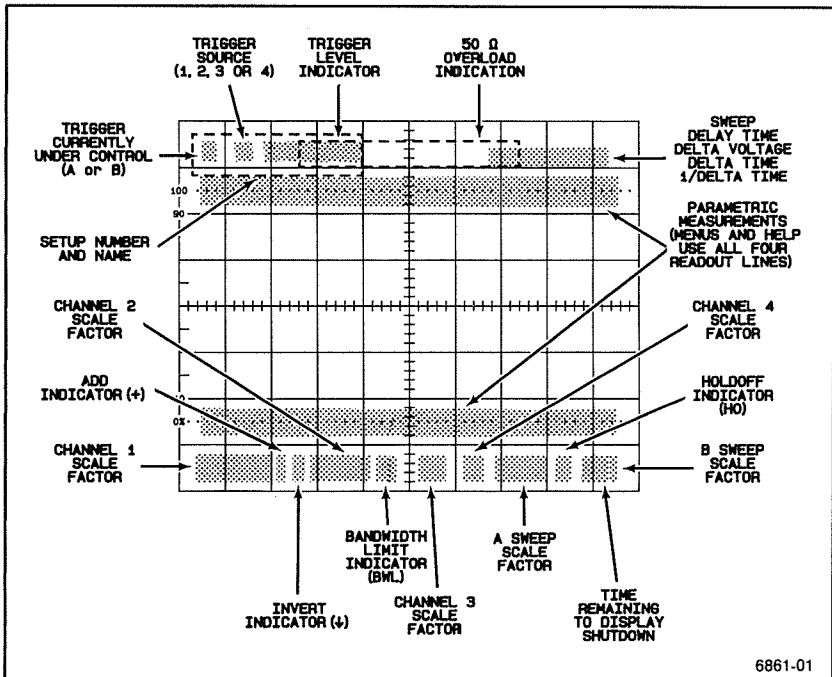 TRIGGER
SOURCE
(1, 2, 3 OR 4)
TRIGGER
LEVEL
INDICATOR
50 Ω
OVERLOAD
INDICATION
TRIGGER
CURRENTLY
UNDER CONTROL
(A or B)
SWEEP
DELAY TIME
DELTA VOLTAGE
DELTA TIME
1/DELTA TIME
100
90
SETUP NUMBER
AND NAME
PARAMETRIC
MEASUREMENTS
(MENUS AND HELP
USE ALL FOUR
READOUT LINES)
CHANNEL 2
SCALE
FACTOR
CHANNEL 4
SCALE
FACTOR
ADD
INDICATOR (+)
HOLDOFF
INDICATOR
(HO)
0%
CHANNEL 1
SCALE
FACTOR
B SWEEP
SCALE
FACTOR
BANDWIDTH
LIMIT
INDICATOR
(BWL)
A SWEEP
SCALE
FACTOR
INVERT
INDICATOR (↓)
CHANNEL 3
SCALE
FACTOR
TIME
REMAINING
TO DISPLAY
SHUTDOWN
6861-01